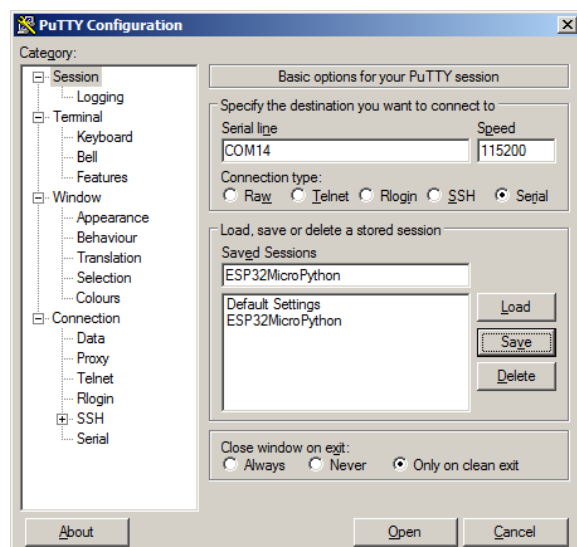 PuTTY Configuration
Category:
Session
Logging
Terminal
Keyboard
Bell
Features
Window
Appearance
Behaviour
Translation
Selection
Colours
Connection
Data
Proxy
Telnet
Rlogin
SSH
Serial
Basic options for your PuTTY session
Specify the destination you want to connect to
Serial line Speed
COM14 115200
Connection type:
Raw Telnet Rlogin SSH Serial
Load, save or delete a stored session
Saved Sessions
ESP32MicroPython
Default Settings
ESP32MicroPython
Load
Save
Delete
Close window on exit:
Always Never Only on clean exit
About Open Cancel